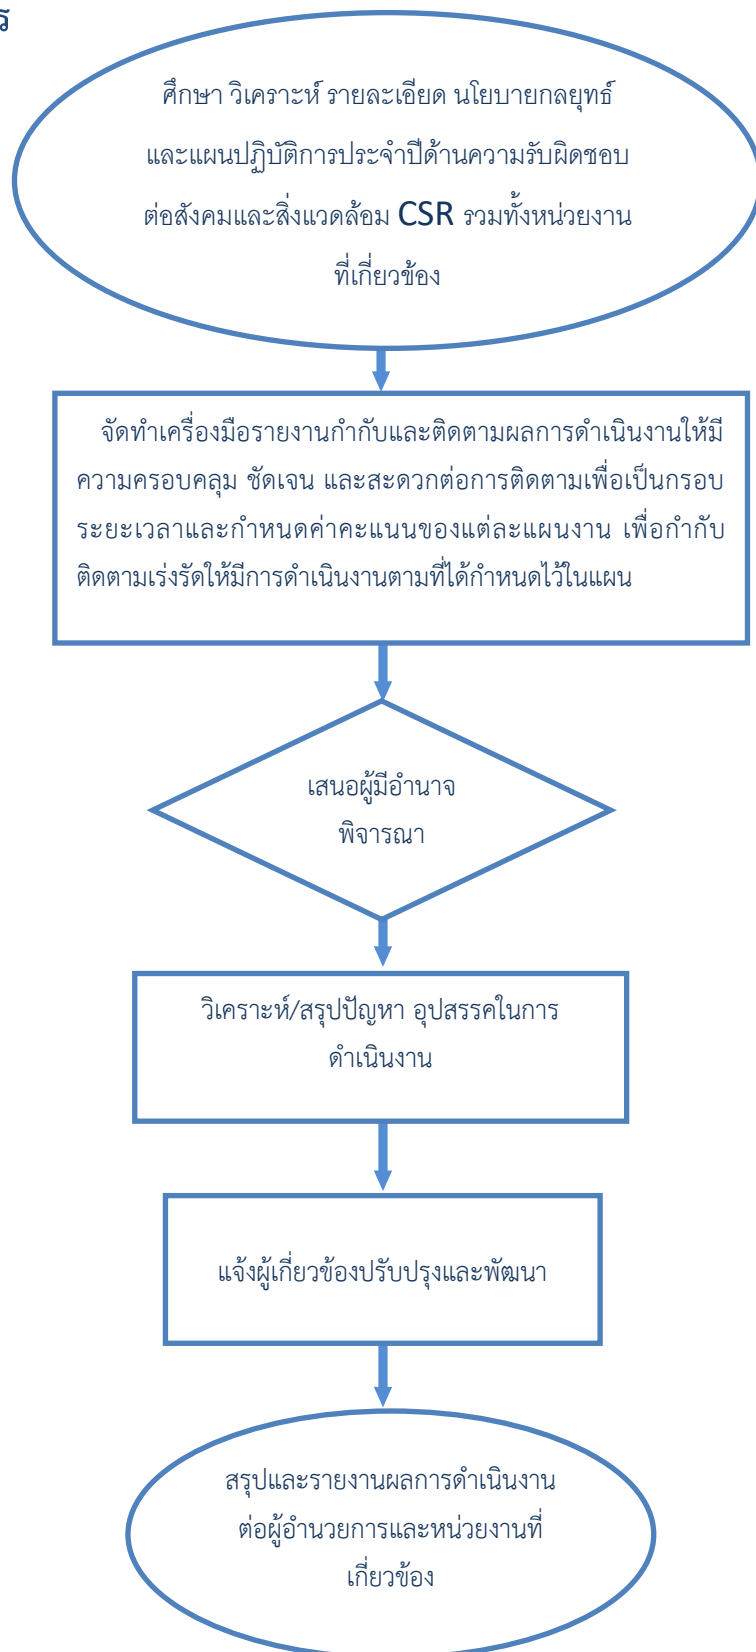 ร
ศึกษา วิเคราะห์ รายละเอียด นโยบายกลยุทธ์
และแผนปฏิบัติการประจำปีด้านความรับผิดชอบ
ต่อสังคมและสิ่งแวดล้อม CSR รวมทั้งหน่วยงาน
ที่เกี่ยวข้อง
จัดทำเครื่องมือรายงานกำกับและติดตามผลการดำเนินงานให้มี
ความครอบคลุม ชัดเจน และสะดวกต่อการติดตามเพื่อเป็นกรอบ
ระยะเวลาและกำหนดค่าคะแนนของแต่ละแผนงาน เพื่อกำกับ
ติดตามเร่งรัดให้มีการดำเนินงานตามที่ได้กำหนดไว้ในแผน
เสนอผู้มีอำนาจ
พิจารณา
วิเคราะห์/สรุปปัญหา อุปสรรคในการ
ดำเนินงาน
แจ้งผู้เกี่ยวข้องปรับปรุงและพัฒนา
สรุปและรายงานผลการดำเนินงาน
ต่อผู้อำนวยการและหน่วยงานที่
เกี่ยวข้อง